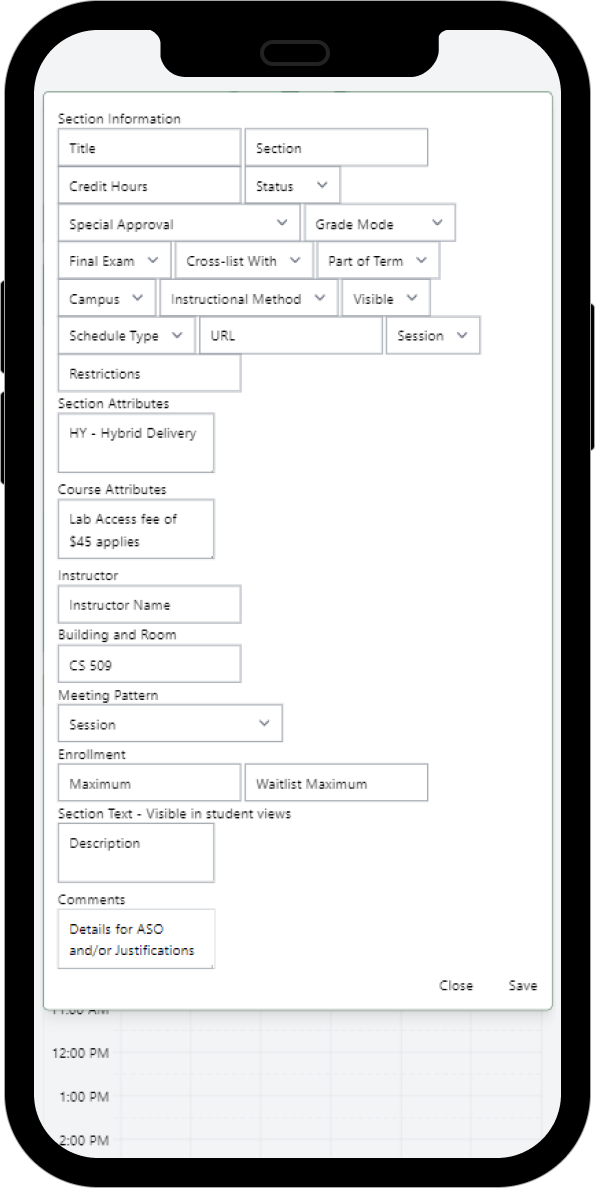 Section Information
Title Section
Credit Hours Status
Special Approval Grade Mode
Final Exam Cross-list With Part of Term
Campus Instructional Method Visible
Schedule Type URL Session
Restrictions
Section Attributes
HY - Hybrid Delivery
Course Attributes
Lab Access fee of
$45 applies
Instructor
Instructor Name
Building and Room
CS 509
Meeting Pattern
Session
Enrollment
Maximum Waitlist Maximum
Section Text - Visible in student views
Description
Comments
Details for ASO
and/or Justifications
Close Save
11:00 AM
12:00 PM
1:00 PM
2:00 PM